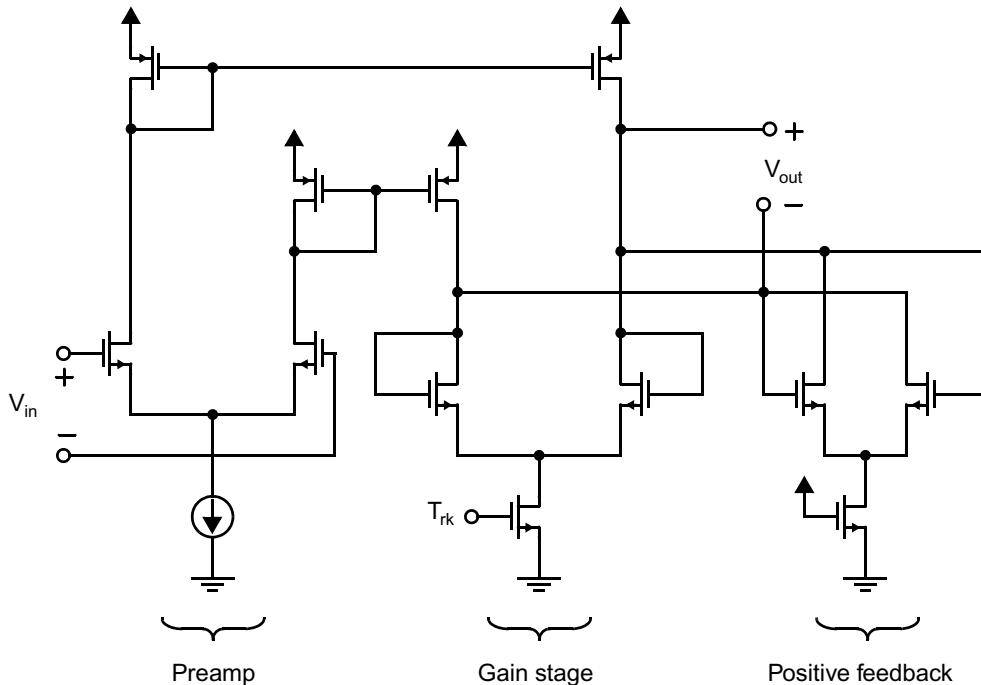 +
V_out
−
+
V_in
−
T_rk
Preamp
Gain stage
Positive feedback